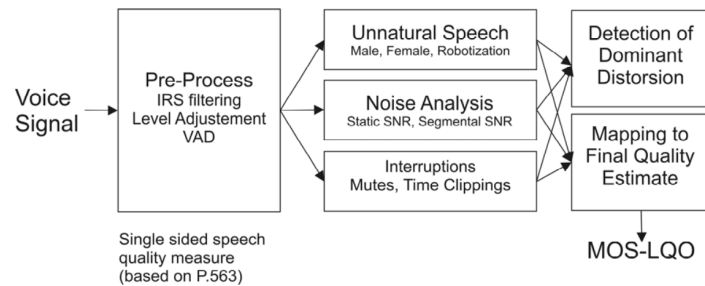 Voice
Signal
Pre-Process
IRS filtering
Level Adjustement
VAD
Single sided speech
quality measure
(based on P.563)
Unnatural Speech
Male, Female, Robotization
Noise Analysis
Static SNR, Segmental SNR
Interruptions
Mutes, Time Clippings
Detection of
Dominant
Distorsion
Mapping to
Final Quality
Estimate
MOS-LQO